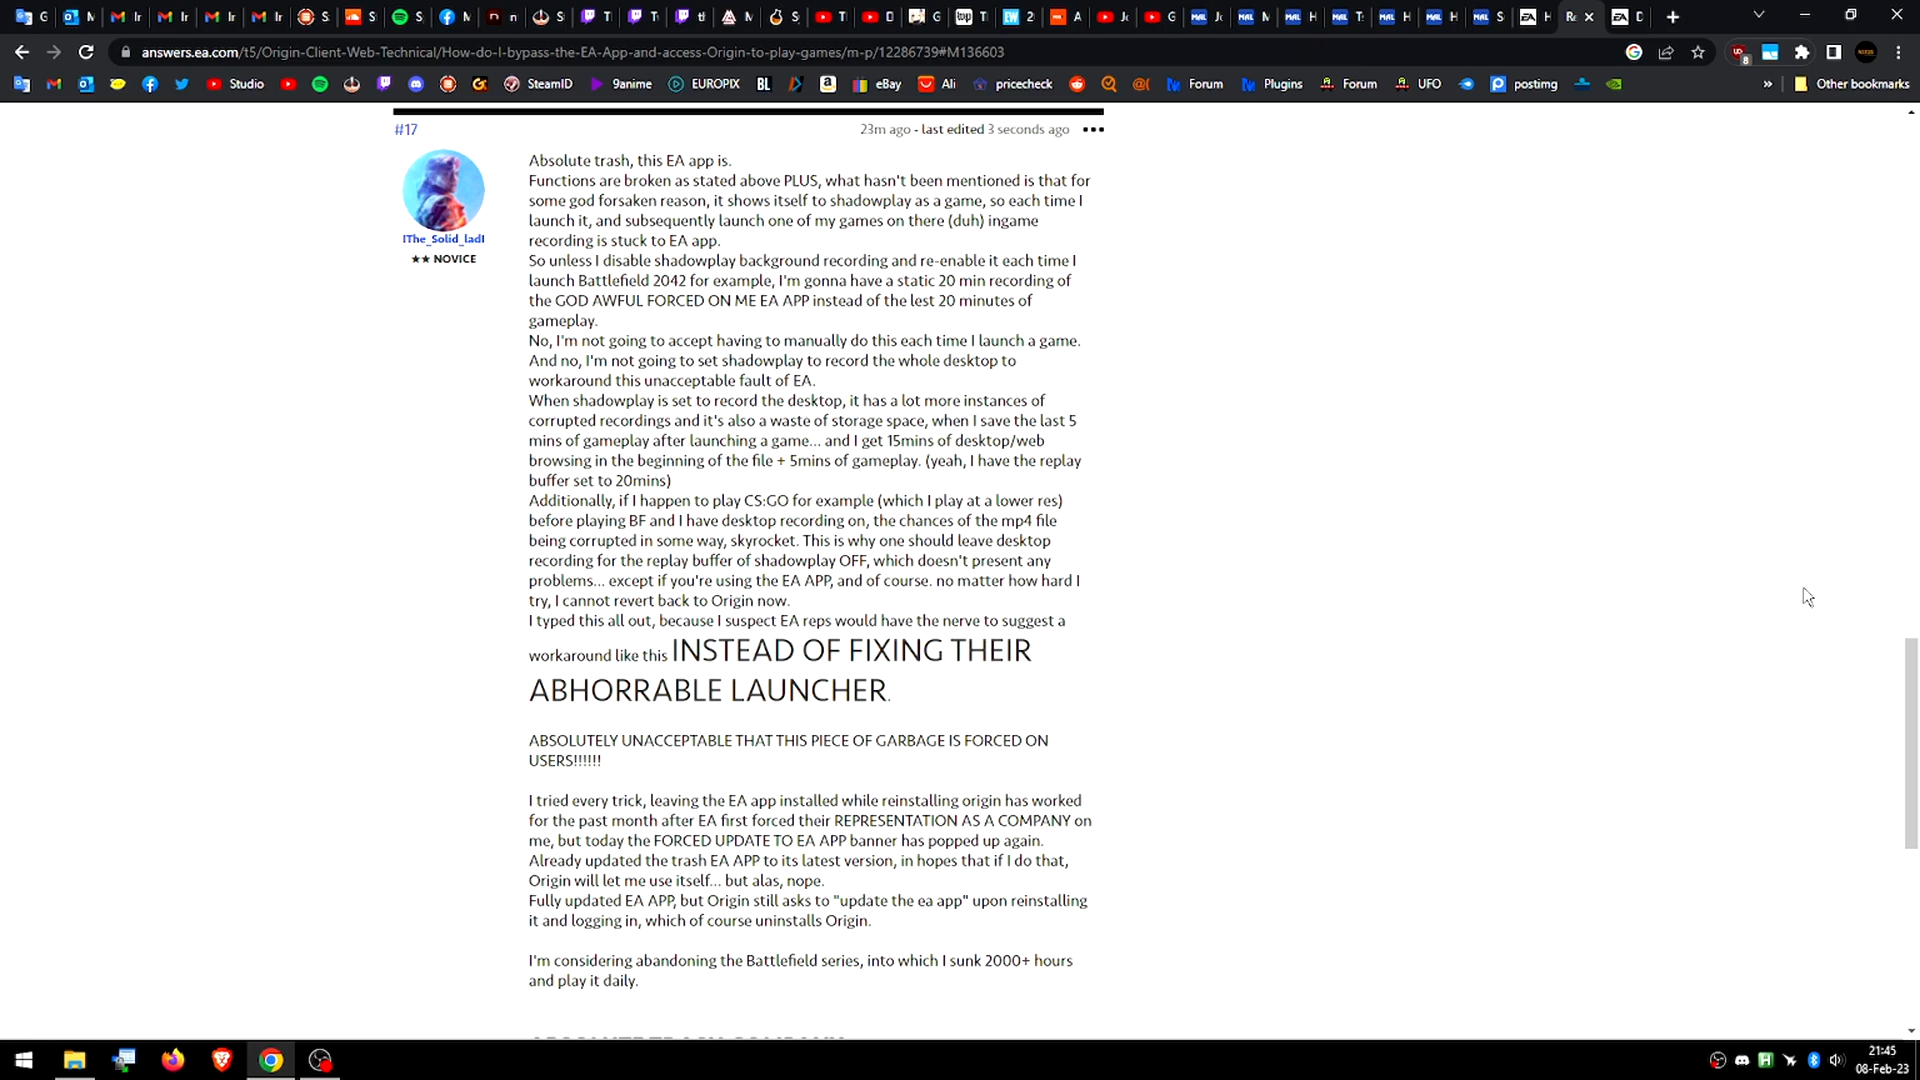 answers.ea.com/t5/Origin-Client-Web-Technical/How-do-I-bypass-the-EA-App-and-access-Origin-to-play-games/m-p/12286739#M136603
Studio SteamID 9anime EUROPIX BL eBay Ali pricecheck Forum Plugins Forum UFO postimg » Other bookmarks
#17
23m ago - last edited 3 seconds ago
Absolute trash, this EA app is.
Functions are broken as stated above PLUS, what hasn't been mentioned is that for
some god forsaken reason, it shows itself to shadowplay as a game, so each time I
launch it, and subsequently launch one of my games on there (duh) ingame
recording is stuck to EA app.
IThe_Solid_ladI
★★ NOVICE
So unless I disable shadowplay background recording and re-enable it each time I
launch Battlefield 2042 for example, I'm gonna have a static 20 min recording of
the GOD AWFUL FORCED ON ME EA APP instead of the lest 20 minutes of
gameplay.
No, I'm not going to accept having to manually do this each time I launch a game.
And no, I'm not going to set shadowplay to record the whole desktop to
workaround this unacceptable fault of EA.
When shadowplay is set to record the desktop, it has a lot more instances of
corrupted recordings and it's also a waste of storage space, when I save the last 5
mins of gameplay after launching a game... and I get 15mins of desktop/web
browsing in the beginning of the file + 5mins of gameplay. (yeah, I have the replay
buffer set to 20mins)
Additionally, if I happen to play CS:GO for example (which I play at a lower res)
before playing BF and I have desktop recording on, the chances of the mp4 file
being corrupted in some way, skyrocket. This is why one should leave desktop
recording for the replay buffer of shadowplay OFF, which doesn't present any
problems... except if you're using the EA APP, and of course. no matter how hard I
try, I cannot revert back to Origin now.
I typed this all out, because I suspect EA reps would have the nerve to suggest a
workaround like this INSTEAD OF FIXING THEIR
ABHORRABLE LAUNCHER.
ABSOLUTELY UNACCEPTABLE THAT THIS PIECE OF GARBAGE IS FORCED ON
USERS!!!!!!
I tried every trick, leaving the EA app installed while reinstalling origin has worked
for the past month after EA first forced their REPRESENTATION AS A COMPANY on
me, but today the FORCED UPDATE TO EA APP banner has popped up again.
Already updated the trash EA APP to its latest version, in hopes that if I do that,
Origin will let me use itself... but alas, nope.
Fully updated EA APP, but Origin still asks to "update the ea app" upon reinstalling
it and logging in, which of course uninstalls Origin.
I'm considering abandoning the Battlefield series, into which I sunk 2000+ hours
and play it daily.
21:45
08-Feb-23